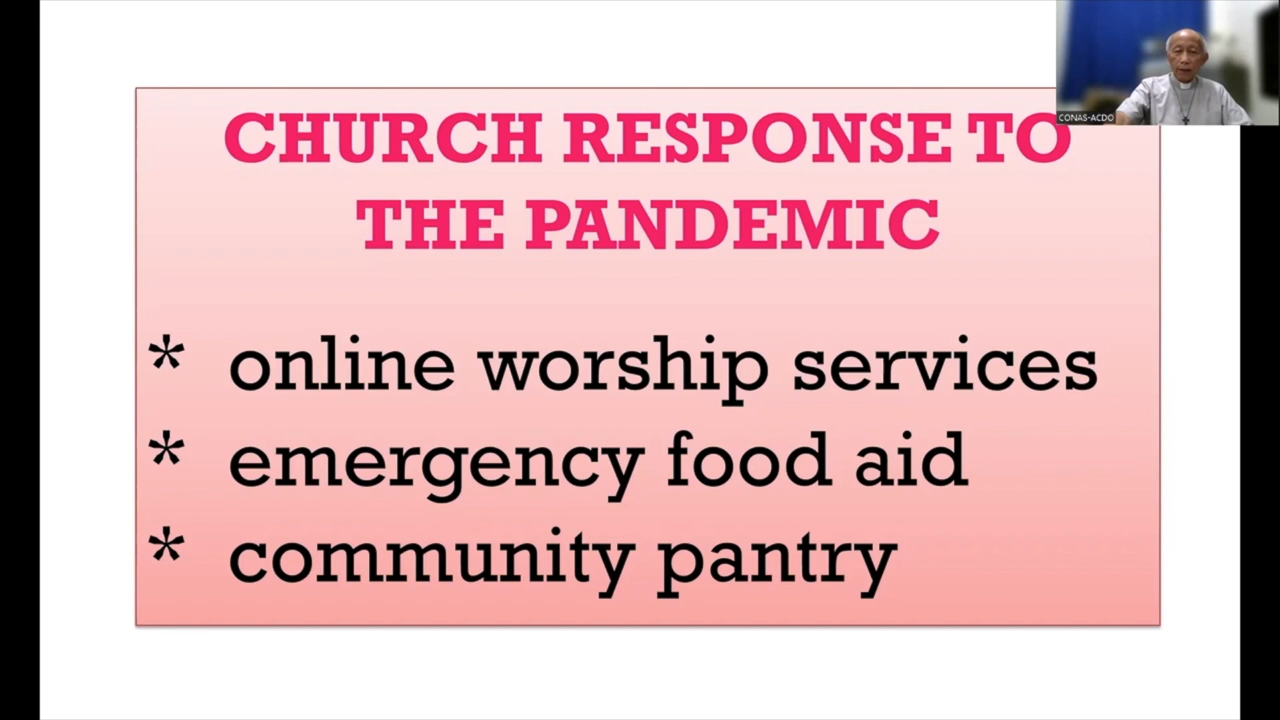 CONAS-ACDO
CHURCH RESPONSE TO
THE PANDEMIC
* online worship services
* emergency food aid
* community pantry